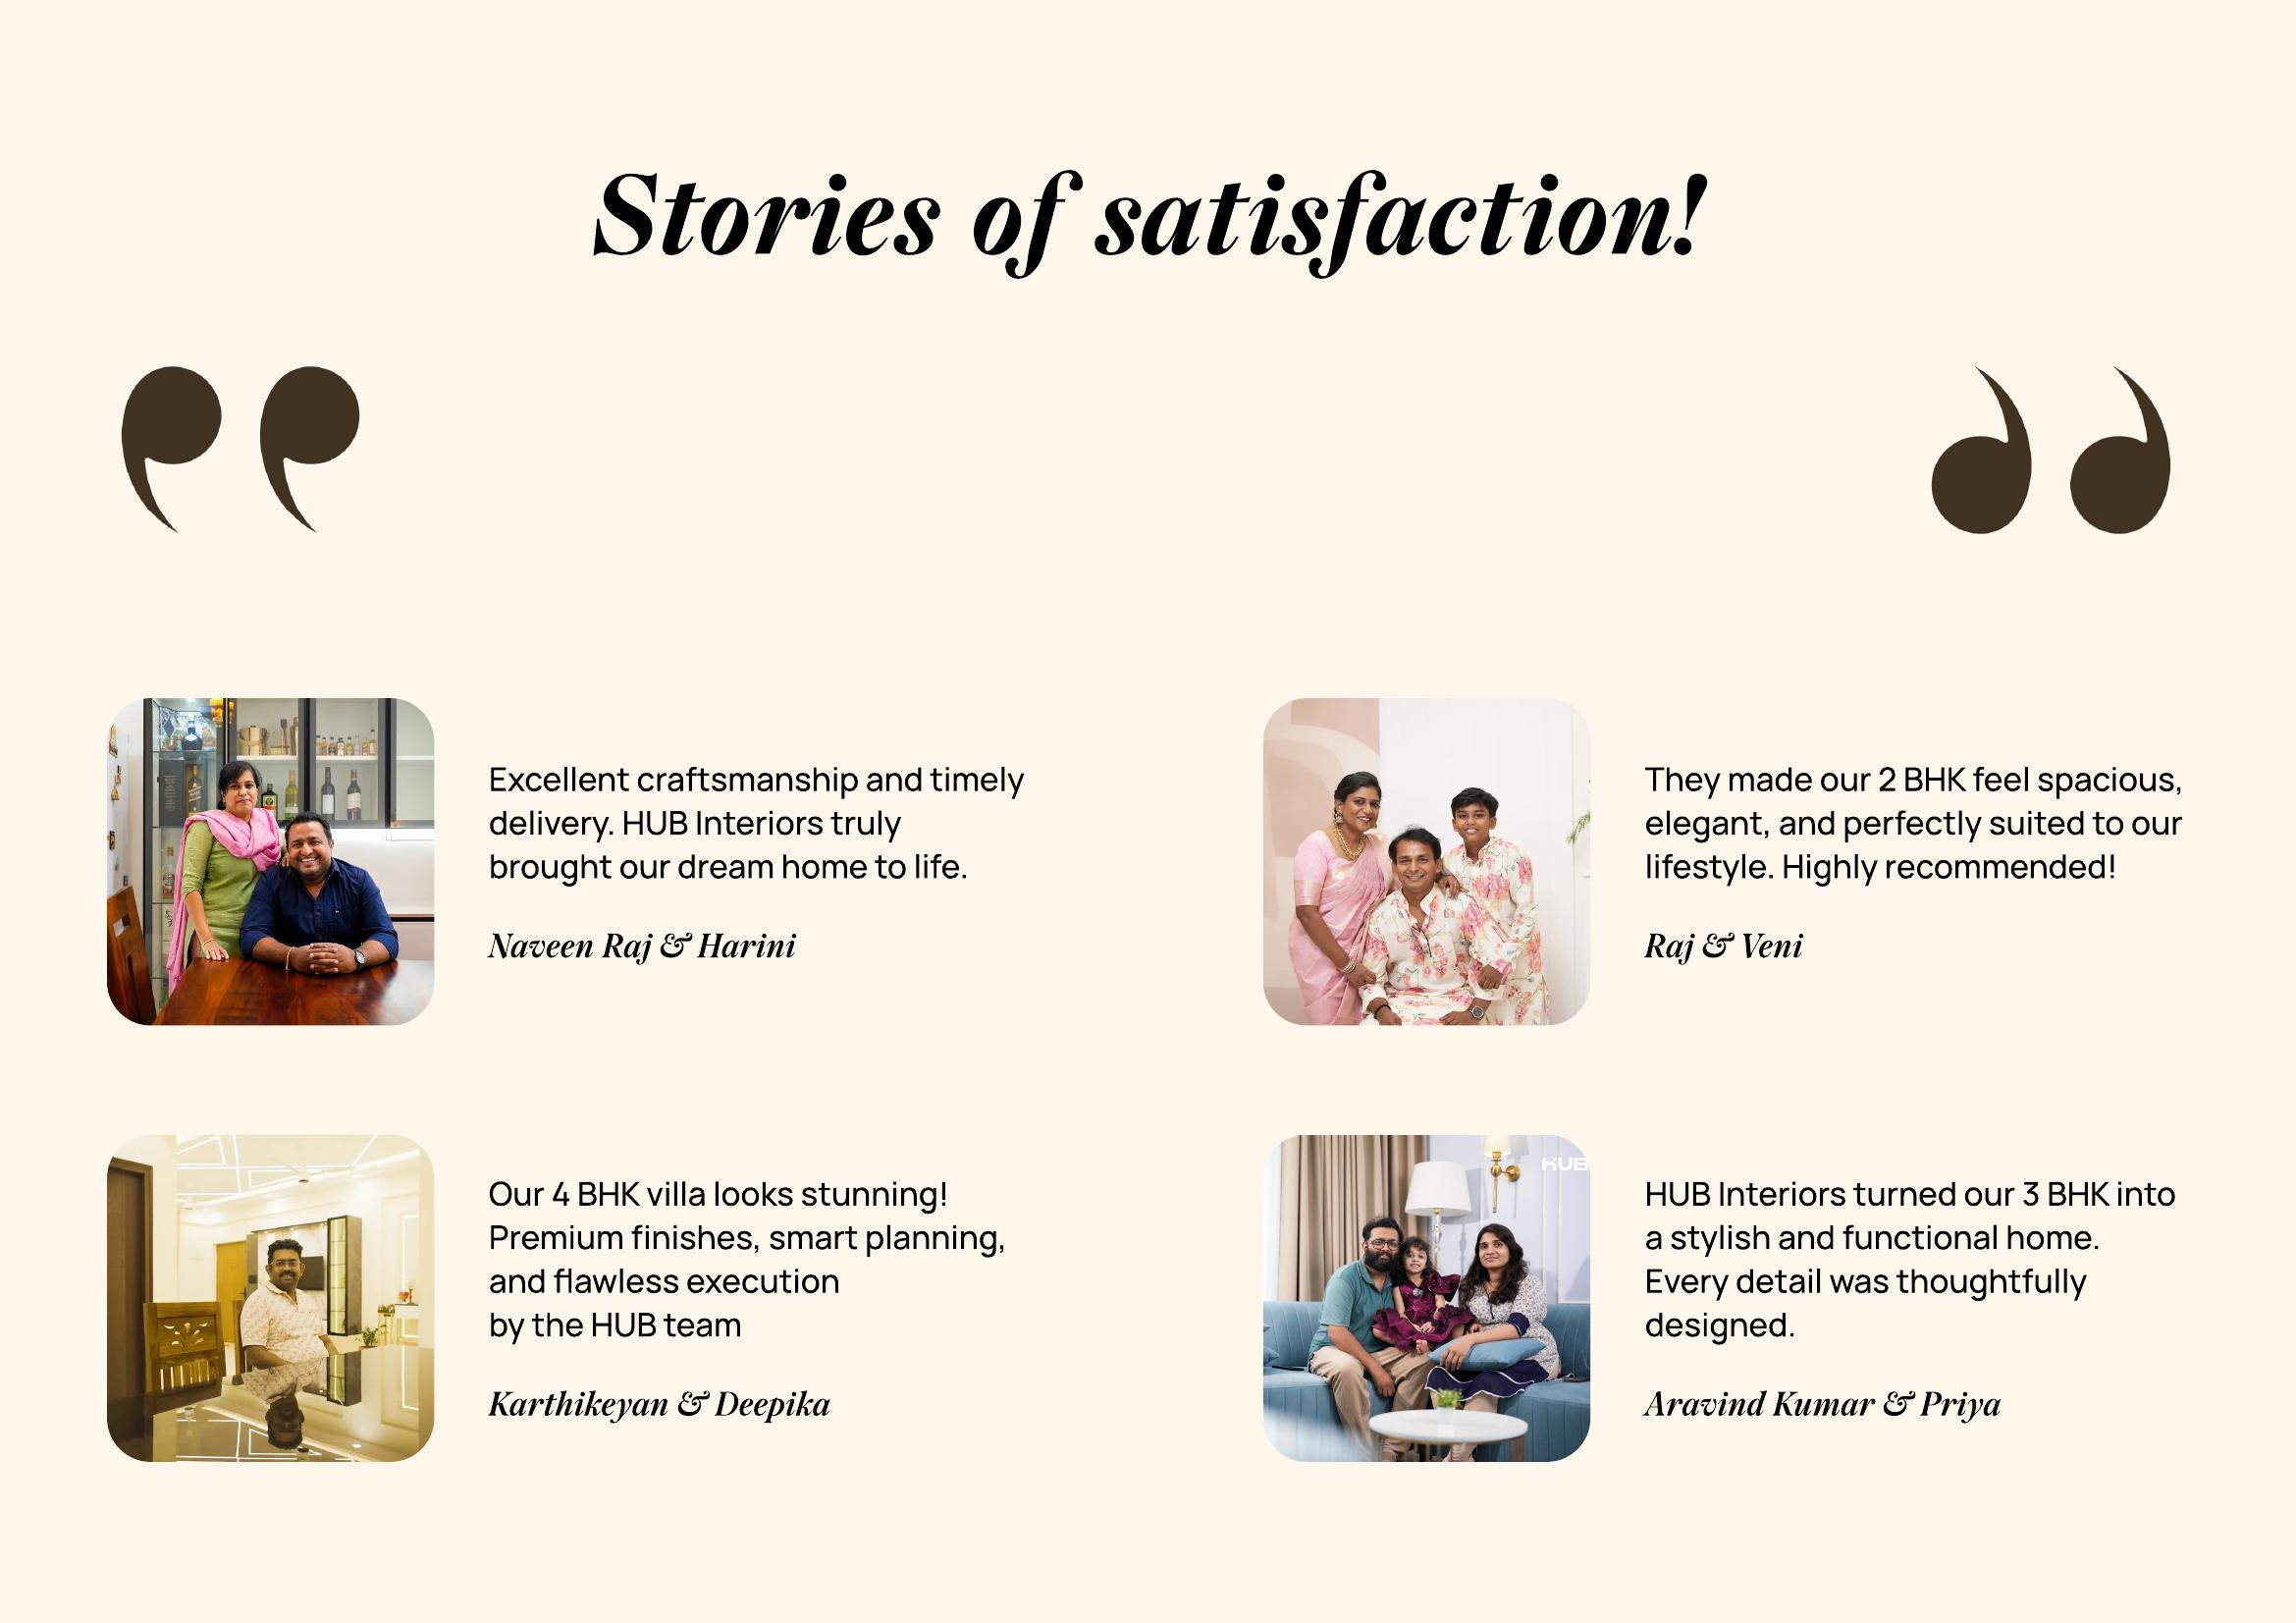 Stories of satisfaction!
Excellent craftsmanship and timely
delivery. HUB Interiors truly
brought our dream home to life.
Naveen Raj & Harini
They made our 2 BHK feel spacious,
elegant, and perfectly suited to our
lifestyle. Highly recommended!
Raj & Veni
Our 4 BHK villa looks stunning!
Premium finishes, smart planning,
and flawless execution
by the HUB team
Karthikeyan & Deepika
HUB
HUB Interiors turned our 3 BHK into
a stylish and functional home.
Every detail was thoughtfully
designed.
Aravind Kumar & Priya